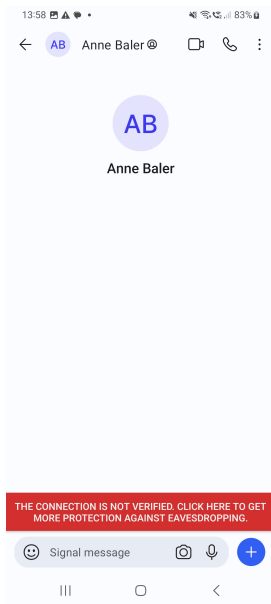 13:58 83%
AB Anne Baler
AB
Anne Baler
THE CONNECTION IS NOT VERIFIED. CLICK HERE TO GET
MORE PROTECTION AGAINST EAVESDROPPING.
Signal message